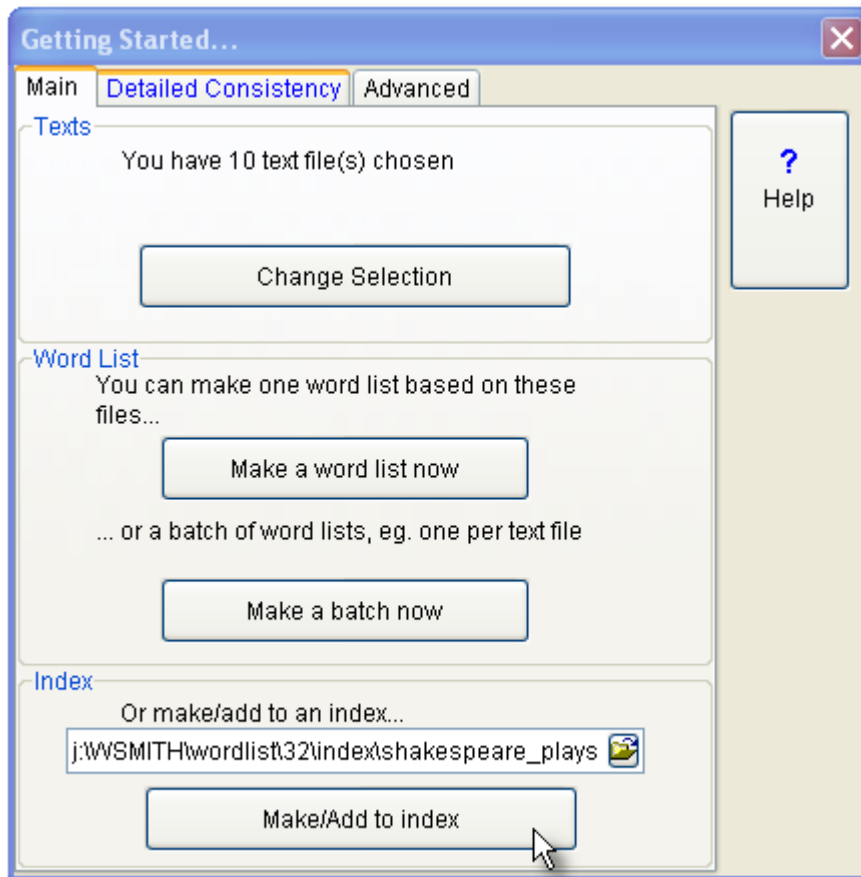 Getting Started...
Main Detailed Consistency Advanced
Texts
You have 10 text file(s) chosen
? 
Help
Change Selection
Word List
You can make one word list based on these
files...
Make a word list now
... or a batch of word lists, eg. one per text file
Make a batch now
Index
Or make/add to an index...
j:\WSMITH\wordlist\32\index\shakespeare_plays
Make/Add to index